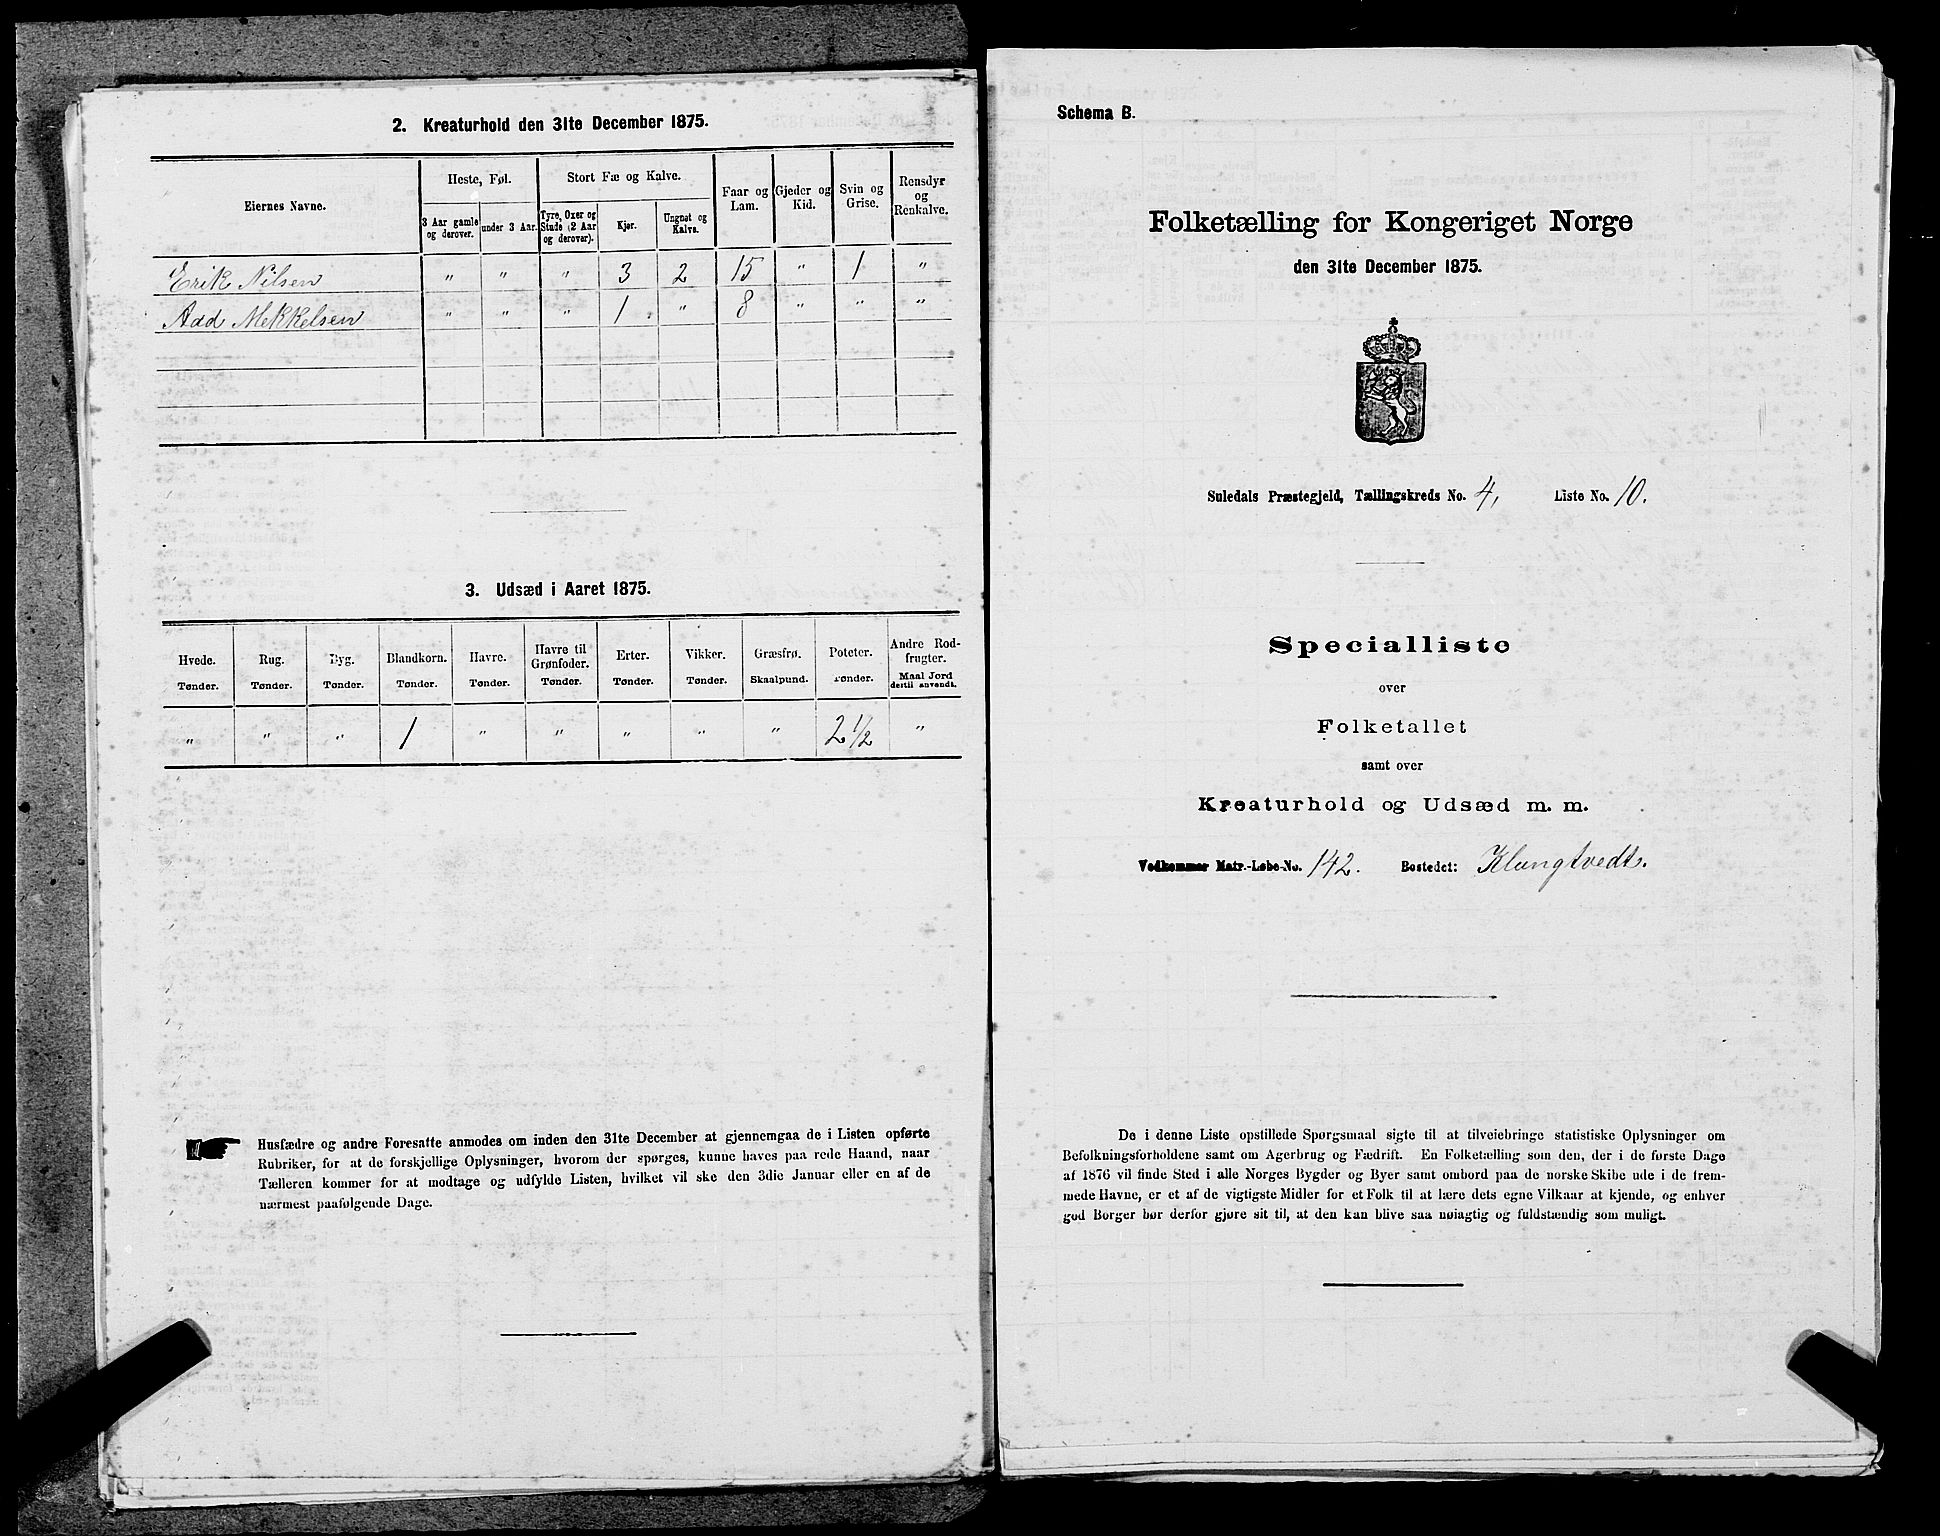 2. Kreaturhold den 31te December 1875.
Eiernes Navne.
Heste, Føl.
Stort Fæ og Kalve.
Faar og Lam.
Gjeder og Kid.
Svin og Grise.
Rensdyr og Renkalve.
3 Aar gamle og derover.
under 3 Aar.
Tyre, Oxer og Stude (2 Aar og derover).
Kjør.
Ungnøt og Kalve.
Erik Nilsen " " " 3 2 15 " 1 "
Aad Mekkelsen " " " 1 " 8 " " "
3. Udsæd i Aaret 1875.
Hvede. Rug. Byg. Blandkorn. Havre. Havre til Grønfoder. Erter. Vikker. Græsfrø. Poteter. Andre Rodfrugter.
Tønder. Tønder. Tønder. Tønder. Tønder. Tønder. Tønder. Tønder. Skaalpund. Tønder. Maal Jord dertil anvendt.
" " " 1 " " " " " 2 1/2 "
Husfædre og andre Foresatte anmodes om inden den 31te December at gjennemgaa de i Listen opførte
Rubriker, for at de forskjellige Oplysninger, hvorom der spørges, kunne haves paa rede Haand, naar
Tælleren kommer for at modtage og udfylde Listen, hvilket vil ske den 3die Januar eller en af de
nærmest paafølgende Dage.
Schema B.
Folketælling for Kongeriget Norge
den 31te December 1875.
Suledals Præstegjeld, Tællingskreds No. 4, Liste No. 10.
Specialliste
over
Folketallet
samt over
Kreaturhold og Udsæd m. m.
Vedkommer Matr.-Løbe-No. 142. Bostedet: Klungtvedt.
De i denne Liste opstillede Spørgsmaal sigte til at tilveiebringe statistiske Oplysninger om
Befolkningsforholdene samt om Agerbrug og Fædrift. En Folketælling som den, der i de første Dage
af 1876 vil finde Sted i alle Norges Bygder og Byer samt ombord paa de norske Skibe ude i de frem-
mede Havne, er et af de vigtigste Midler for et Folk til at lære dets egne Vilkaar at kjende, og enhver
god Borger bør derfor gjøre sit til, at den kan blive saa nøiagtig og fuldstændig som muligt.